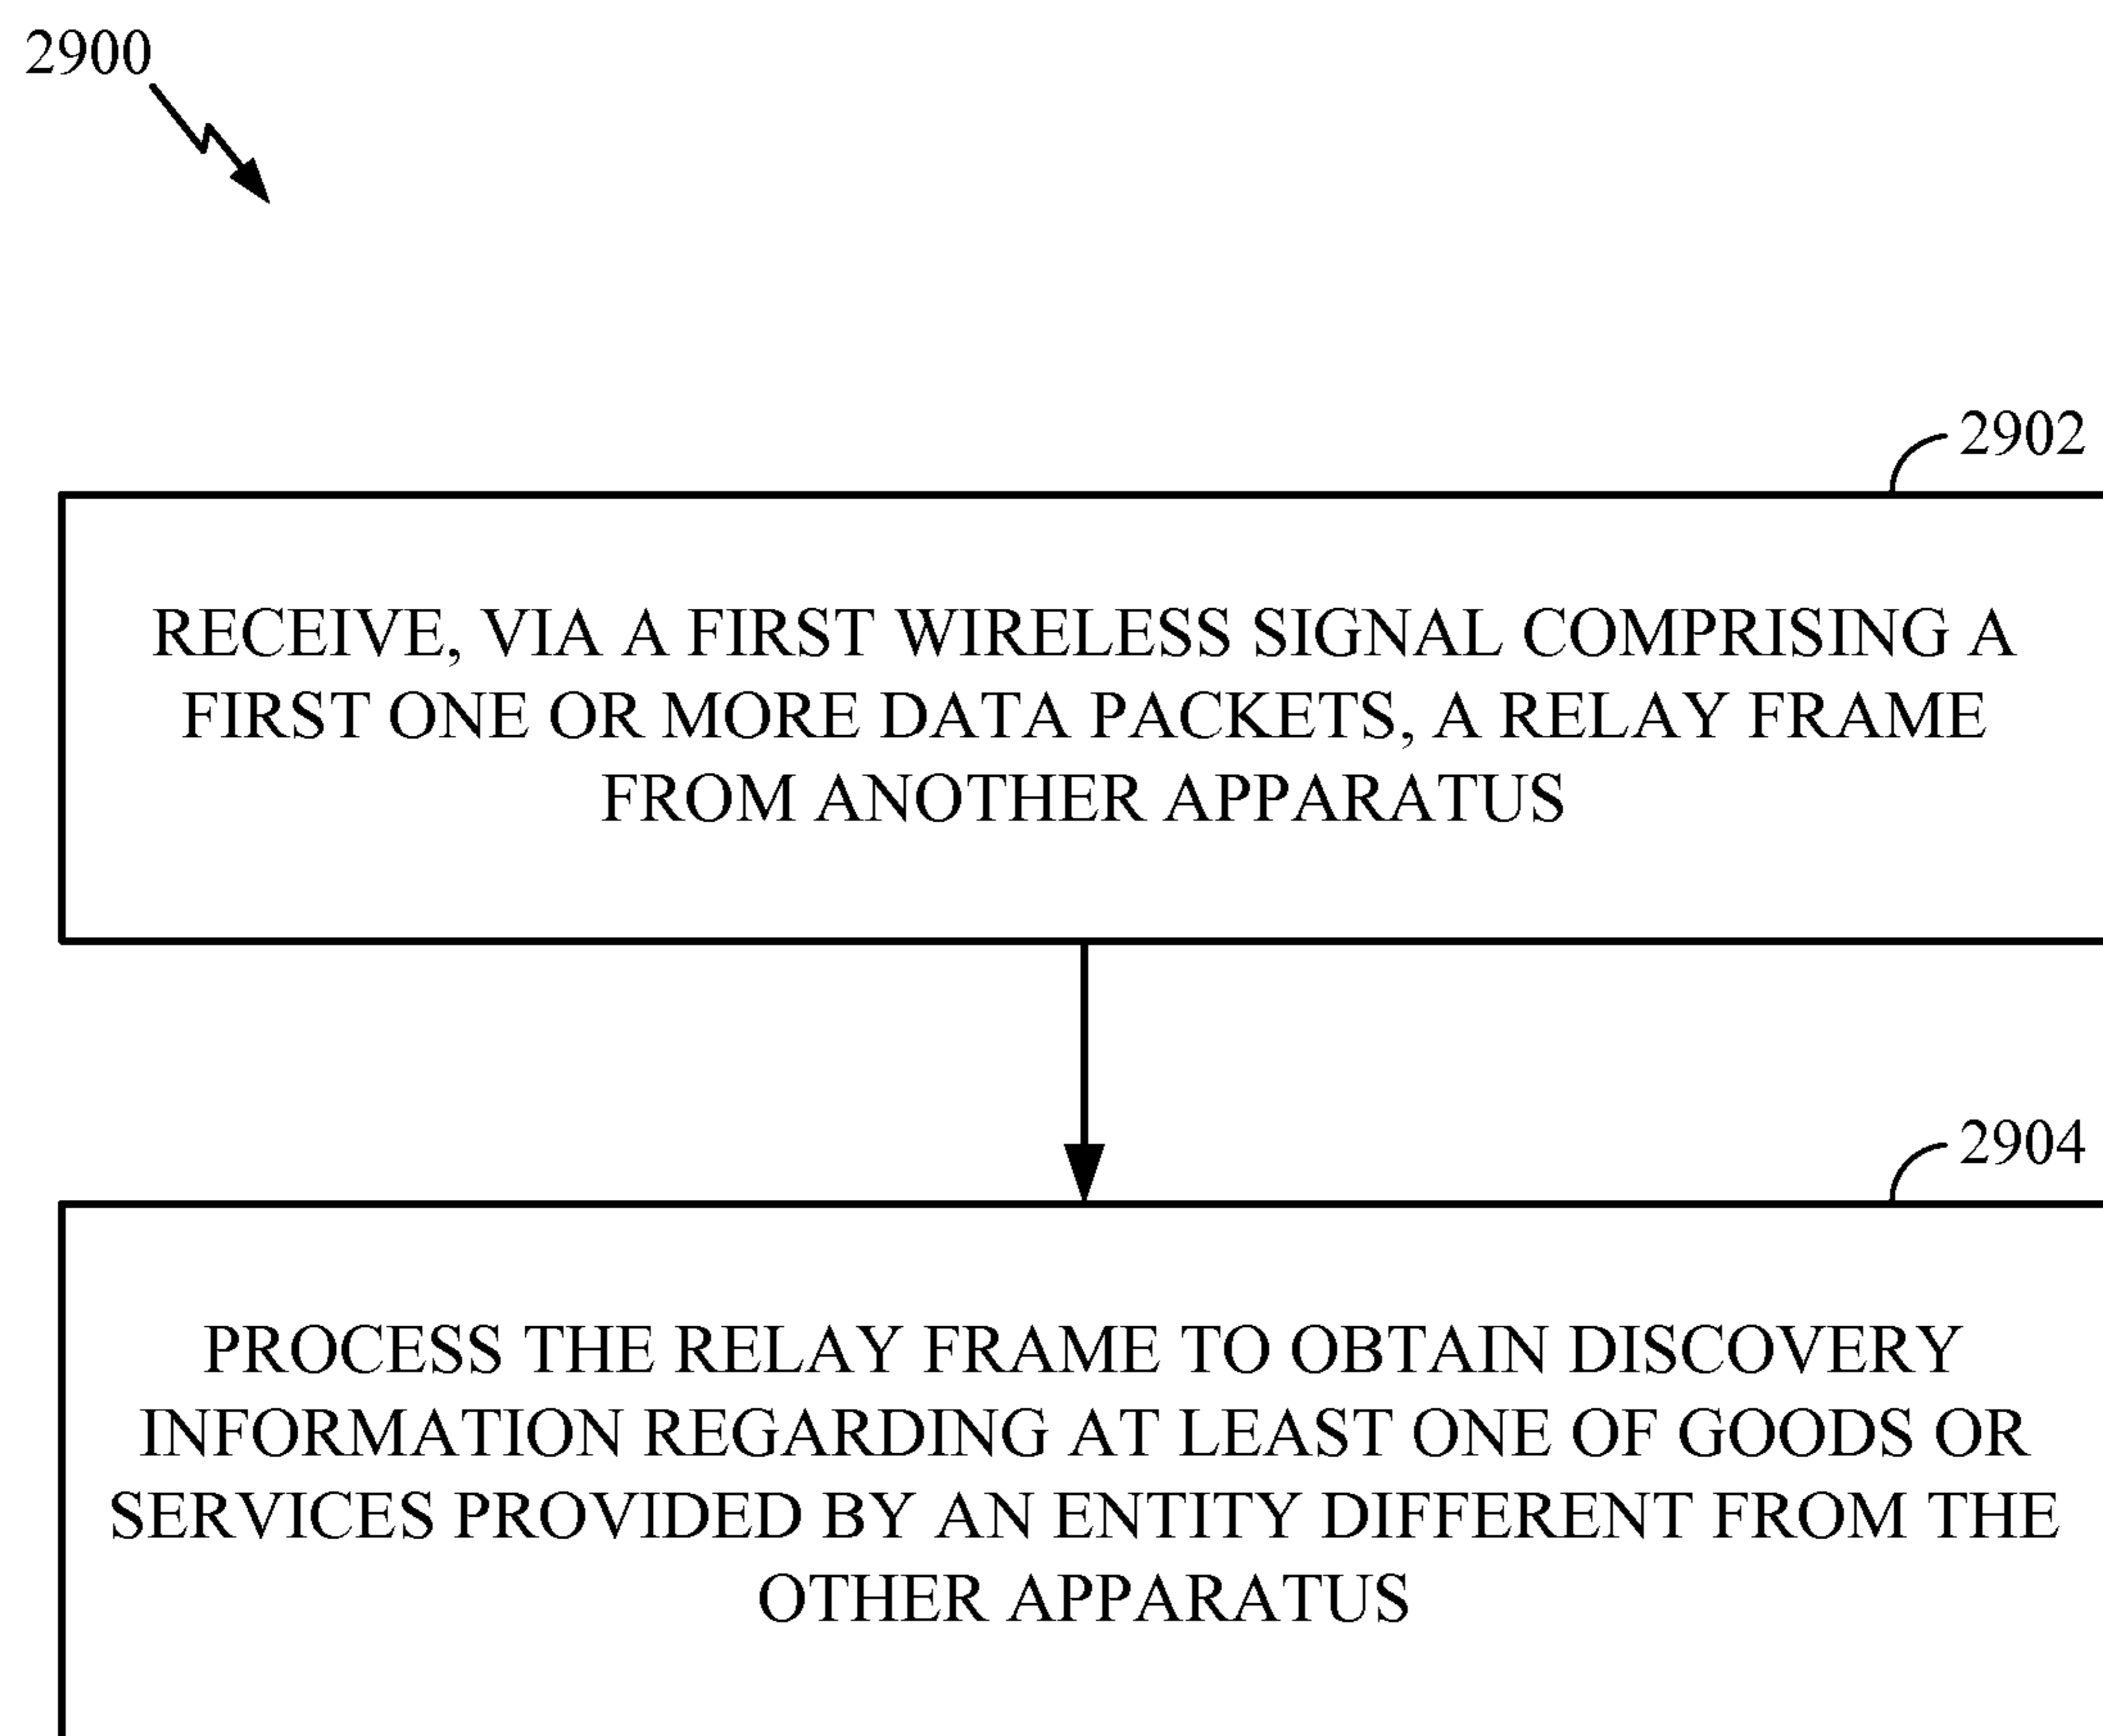 2900
2902
RECEIVE, VIA A FIRST WIRELESS SIGNAL COMPRISING A
FIRST ONE OR MORE DATA PACKETS, A RELAY FRAME
FROM ANOTHER APPARATUS
2904
PROCESS THE RELAY FRAME TO OBTAIN DISCOVERY
INFORMATION REGARDING AT LEAST ONE OF GOODS OR
SERVICES PROVIDED BY AN ENTITY DIFFERENT FROM THE
OTHER APPARATUS